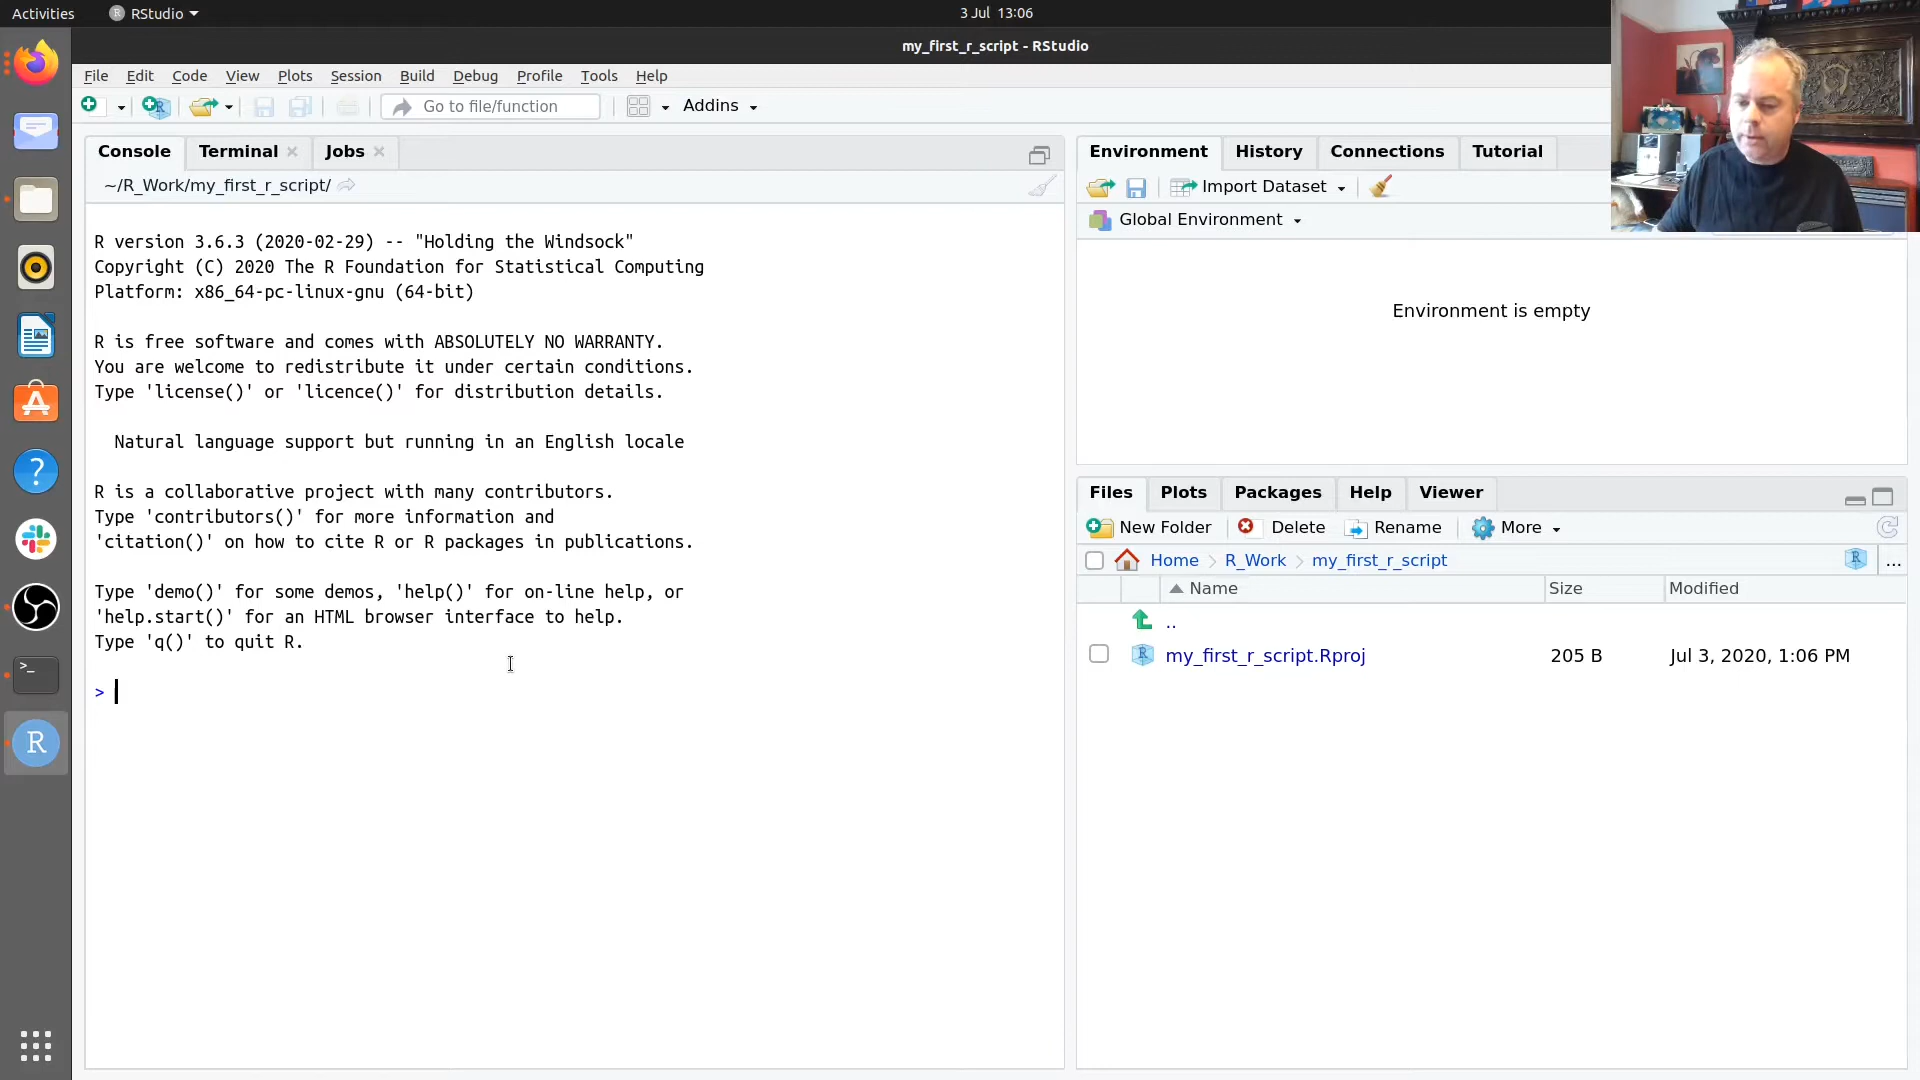 Activities
RStudio
3 Jul 13:06
my_first_r_script - RStudio
File Edit Code View Plots Session Build Debug Profile Tools Help
Go to file/function
Addins
Console Terminal Jobs
~/R_Work/my_first_r_script/
R version 3.6.3 (2020-02-29) -- "Holding the Windsock"
Copyright (C) 2020 The R Foundation for Statistical Computing
Platform: x86_64-pc-linux-gnu (64-bit)
R is free software and comes with ABSOLUTELY NO WARRANTY.
You are welcome to redistribute it under certain conditions.
Type 'license()' or 'licence()' for distribution details.
Natural language support but running in an English locale
R is a collaborative project with many contributors.
Type 'contributors()' for more information and
'citation()' on how to cite R or R packages in publications.
Type 'demo()' for some demos, 'help()' for on-line help, or
'help.start()' for an HTML browser interface to help.
Type 'q()' to quit R.
>
Environment History Connections Tutorial
Import Dataset
Global Environment
Environment is empty
Files Plots Packages Help Viewer
New Folder Delete Rename More
Home R_Work my_first_r_script ...
Name Size Modified
..
my_first_r_script.Rproj 205 B Jul 3, 2020, 1:06 PM